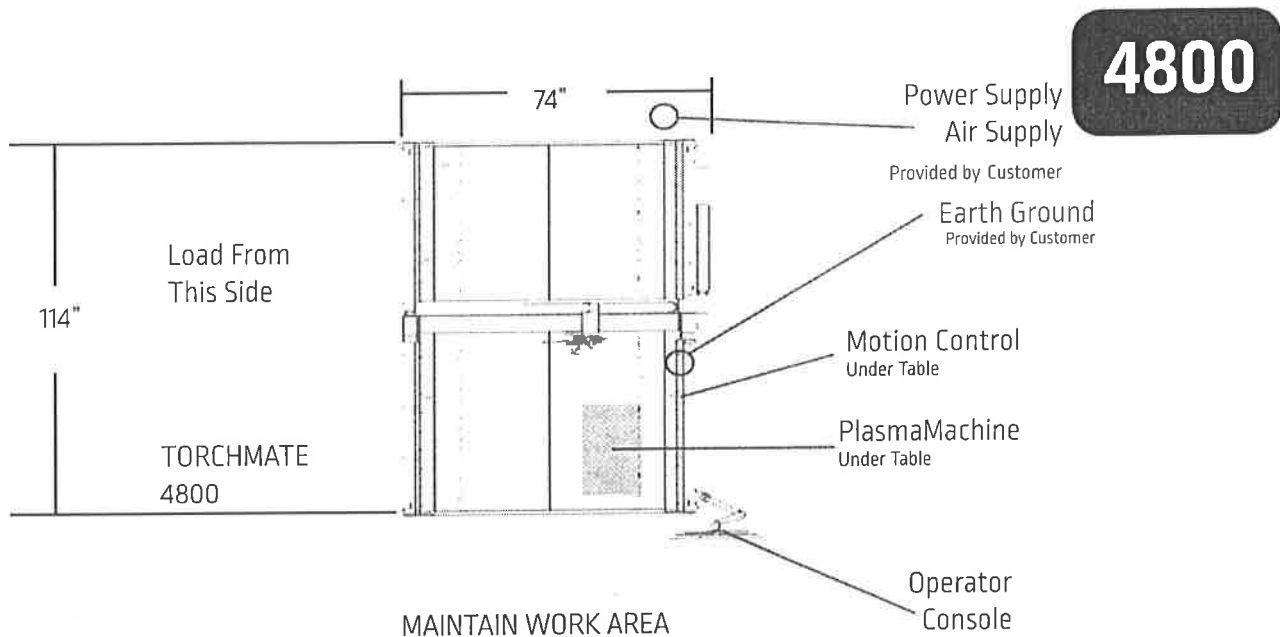 4800
74"
Power Supply
Air Supply
Provided by Customer
Earth Ground
Provided by Customer
Load From
This Side
114"
Motion Control
Under Table
PlasmaMachine
Under Table
TORCHMATE
4800
Operator
Console
MAINTAIN WORK AREA